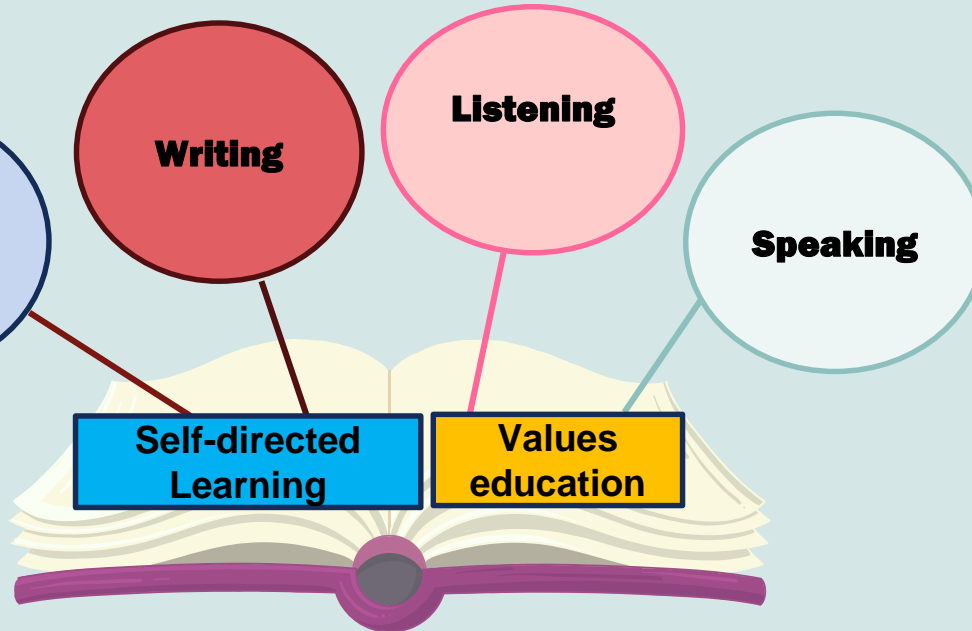 Writing
Listening
Speaking
Self-directed
Learning
Values
education